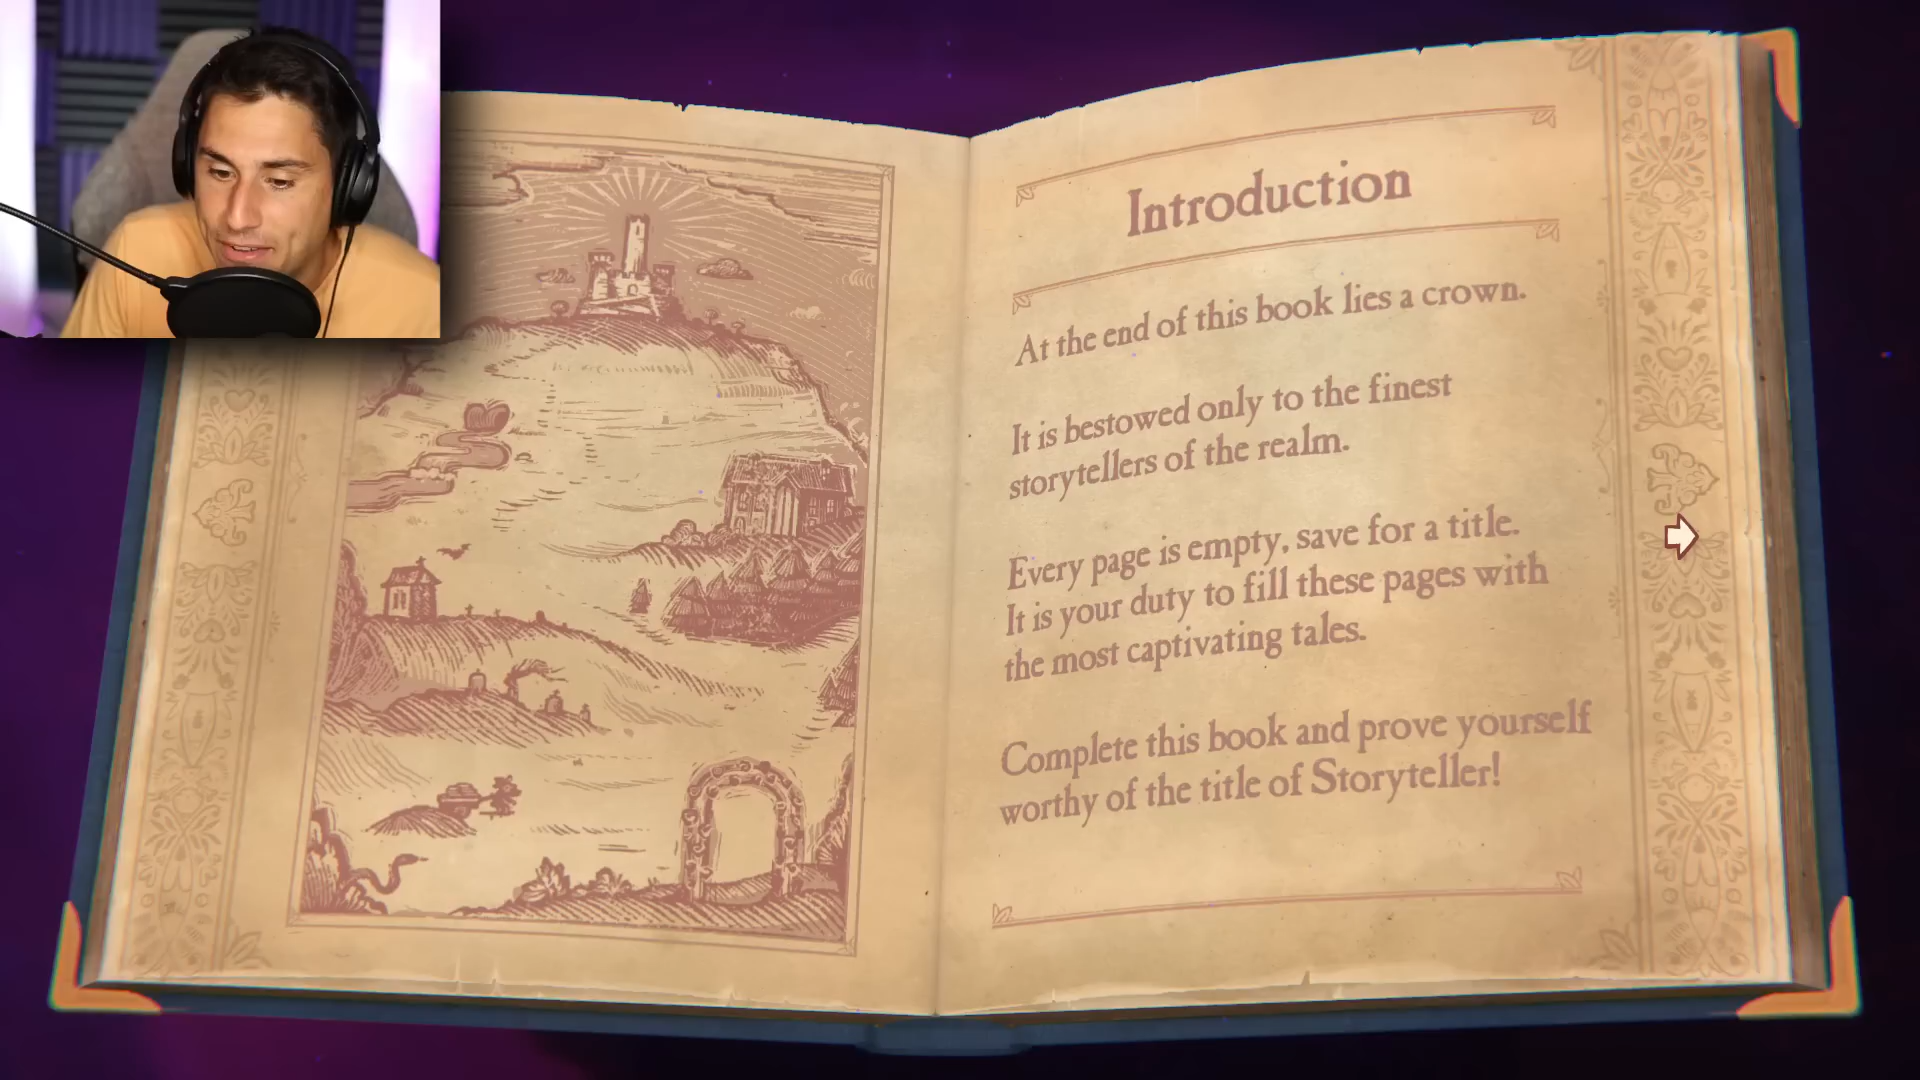 Introduction
At the end of this book lies a crown.
It is bestowed only to the finest
storytellers of the realm.
Every page is empty, save for a title.
It is your duty to fill these pages with
the most captivating tales.
Complete this book and prove yourself
worthy of the title of Storyteller!